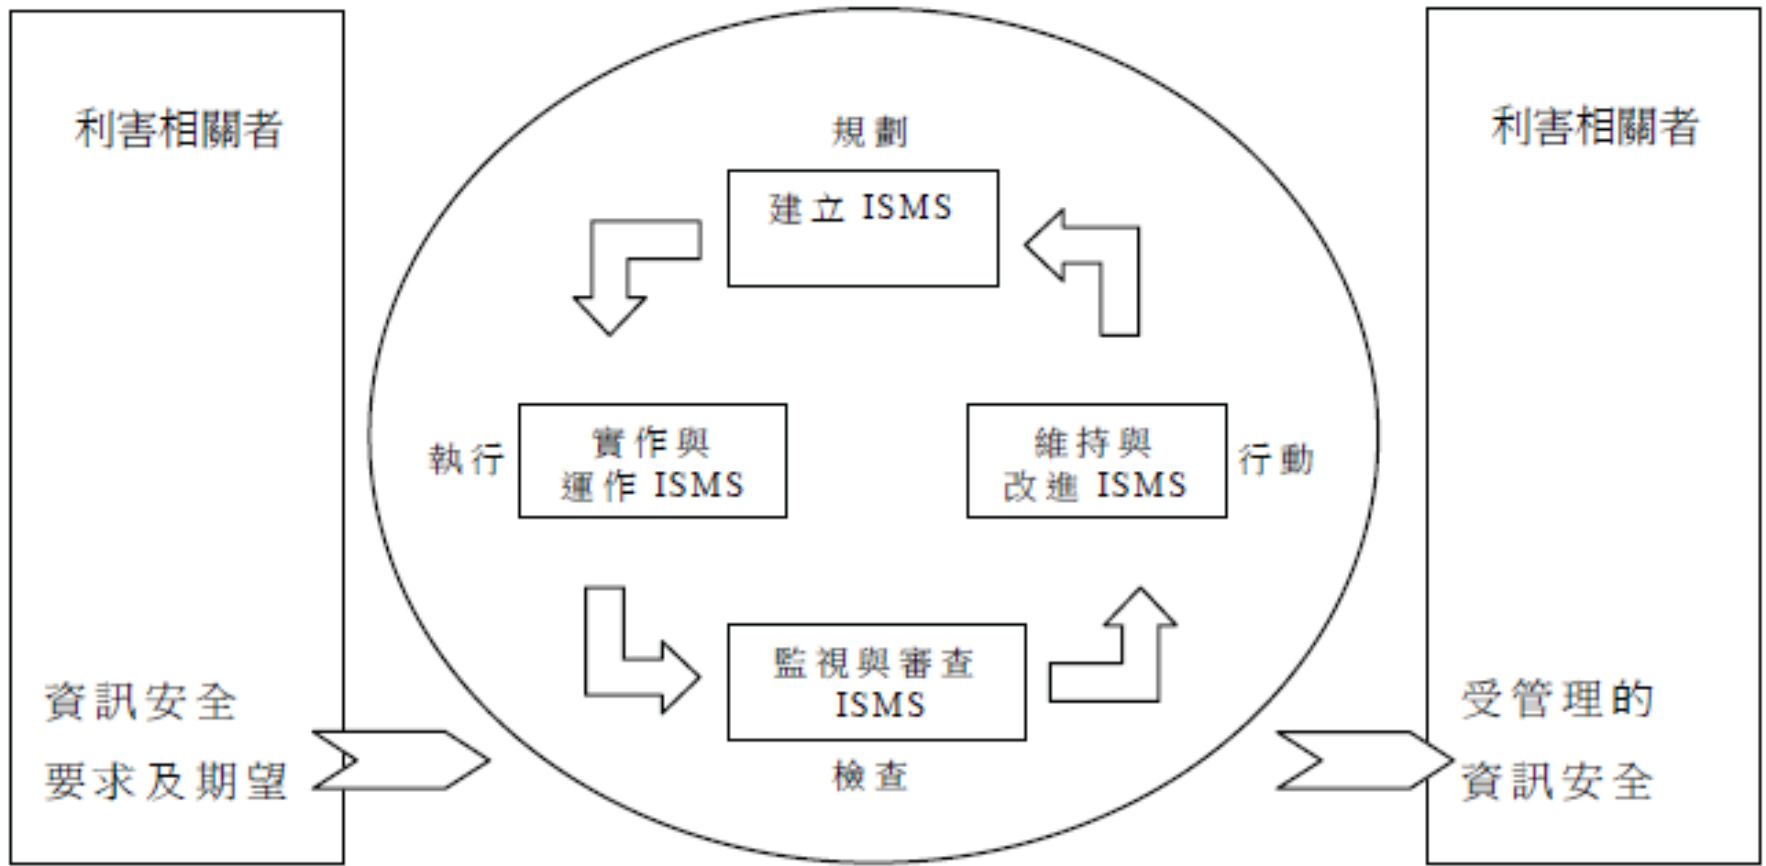 利害相關者
資訊安全
要求及期望
規劃
建立 ISMS
執行
實作與
運作 ISMS
維持與
改進 ISMS
行動
監視與審查
ISMS
檢查
利害相關者
受管理的
資訊安全